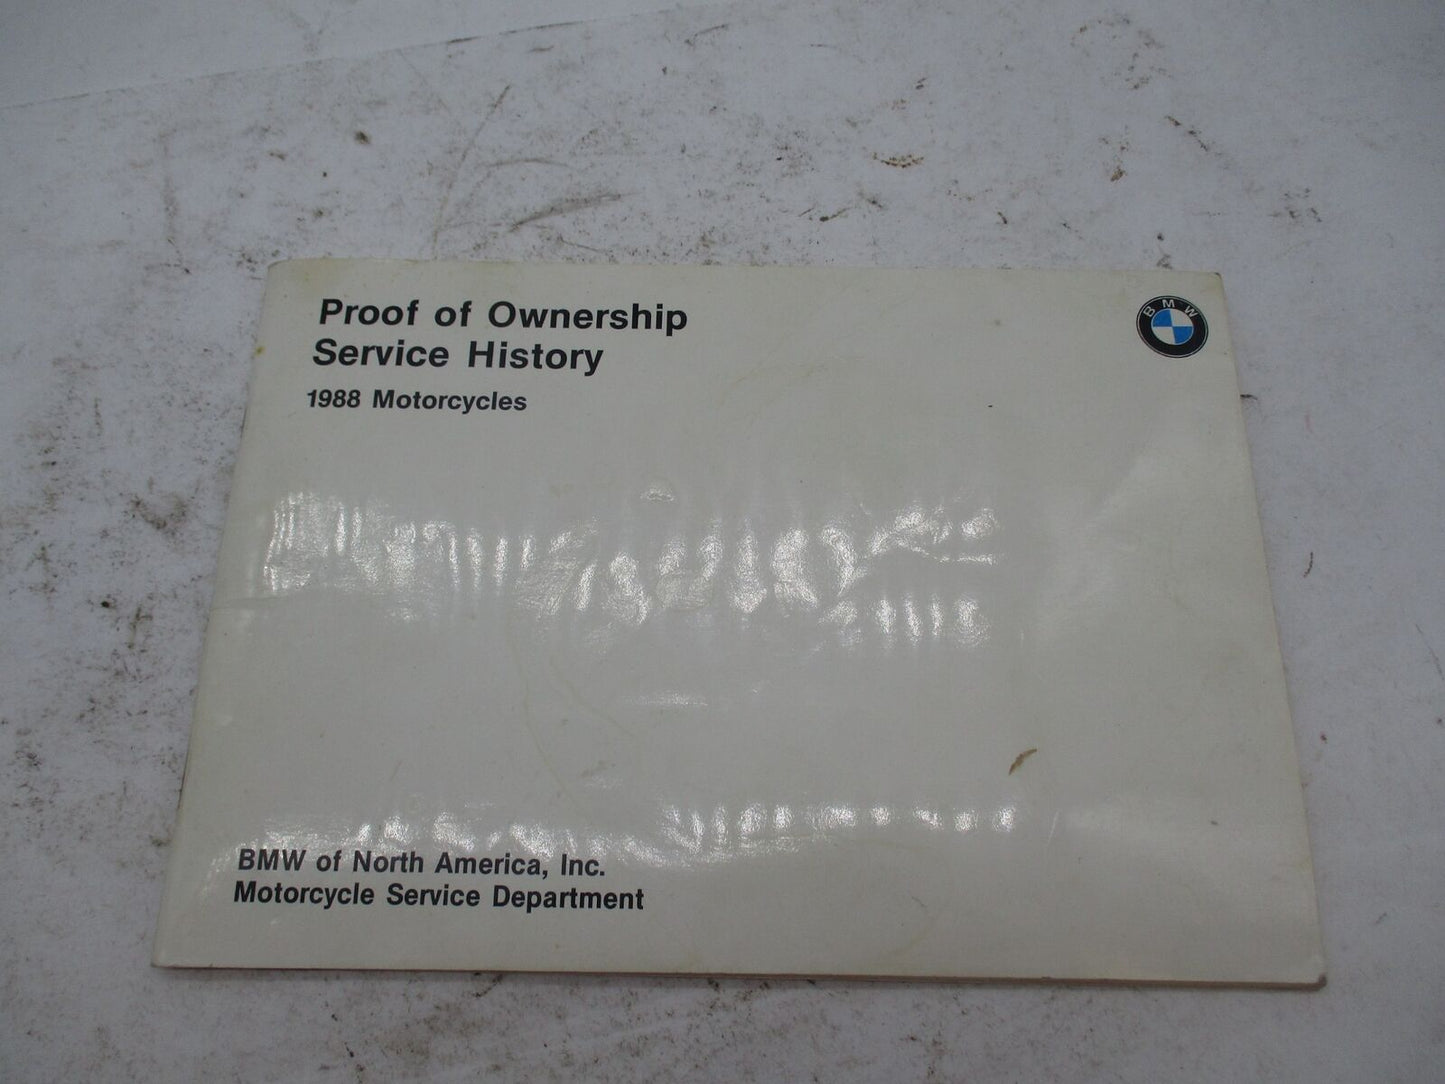 Proof of Ownership
Service History
1988 Motorcycles
BMW
BMW of North America, Inc.
Motorcycle Service Department